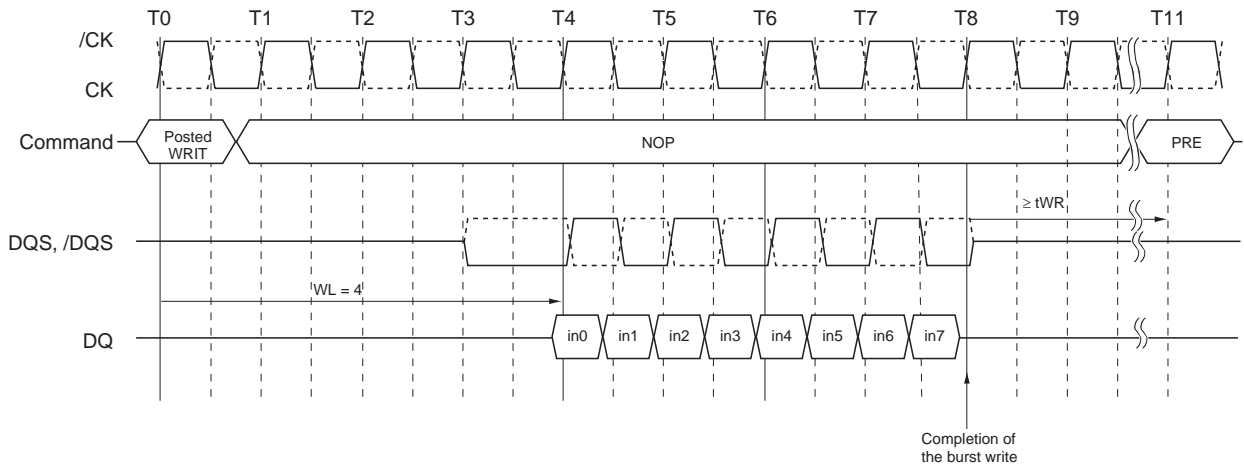 T0 T1 T2 T3 T4 T5 T6 T7 T8 T9 T11
/CK
CK
Command
Posted
WRIT
NOP
PRE
≥ tWR
DQS, /DQS
WL = 4
DQ
in0 in1 in2 in3 in4 in5 in6 in7
Completion of
the burst write